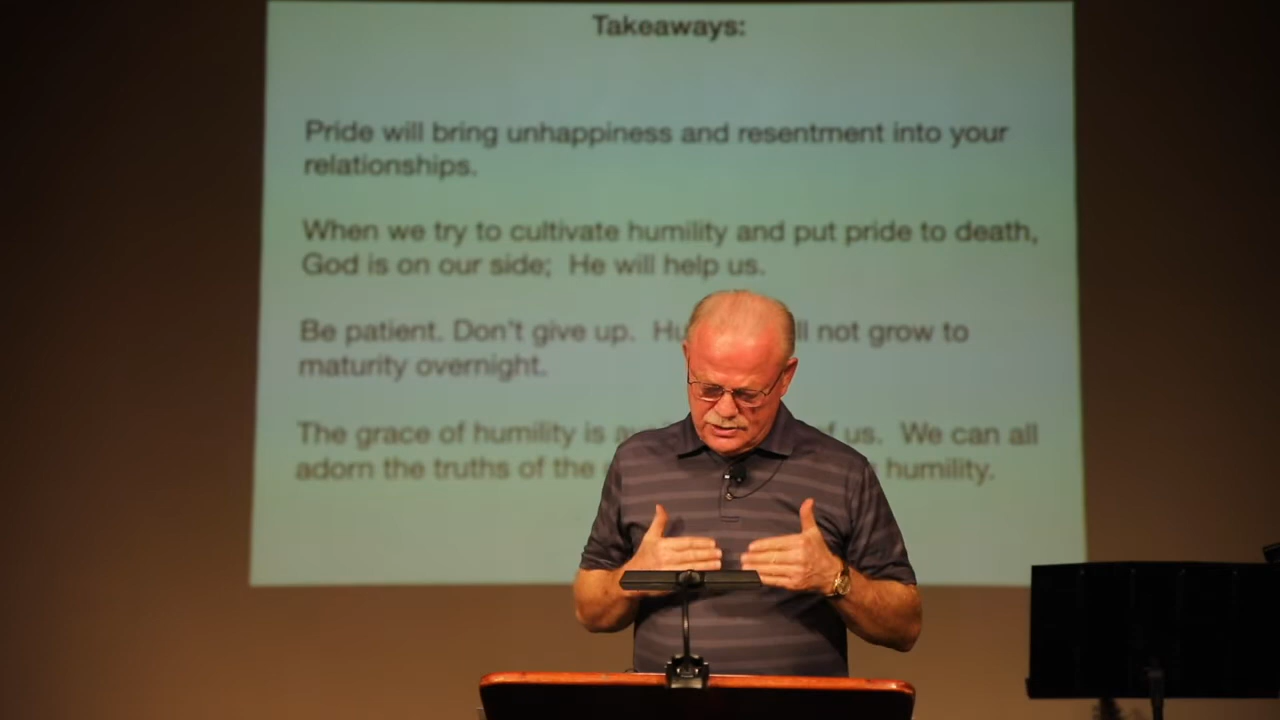 Takeaways:
Pride will bring unhappiness and resentment into your
relationships.
When we try to cultivate humility and put pride to death,
God is on our side; He will help us.
Be patient. Don't give up. not grow to
maturity overnight.
The grace of humility is us. We can all
adorn the truths of the humility.